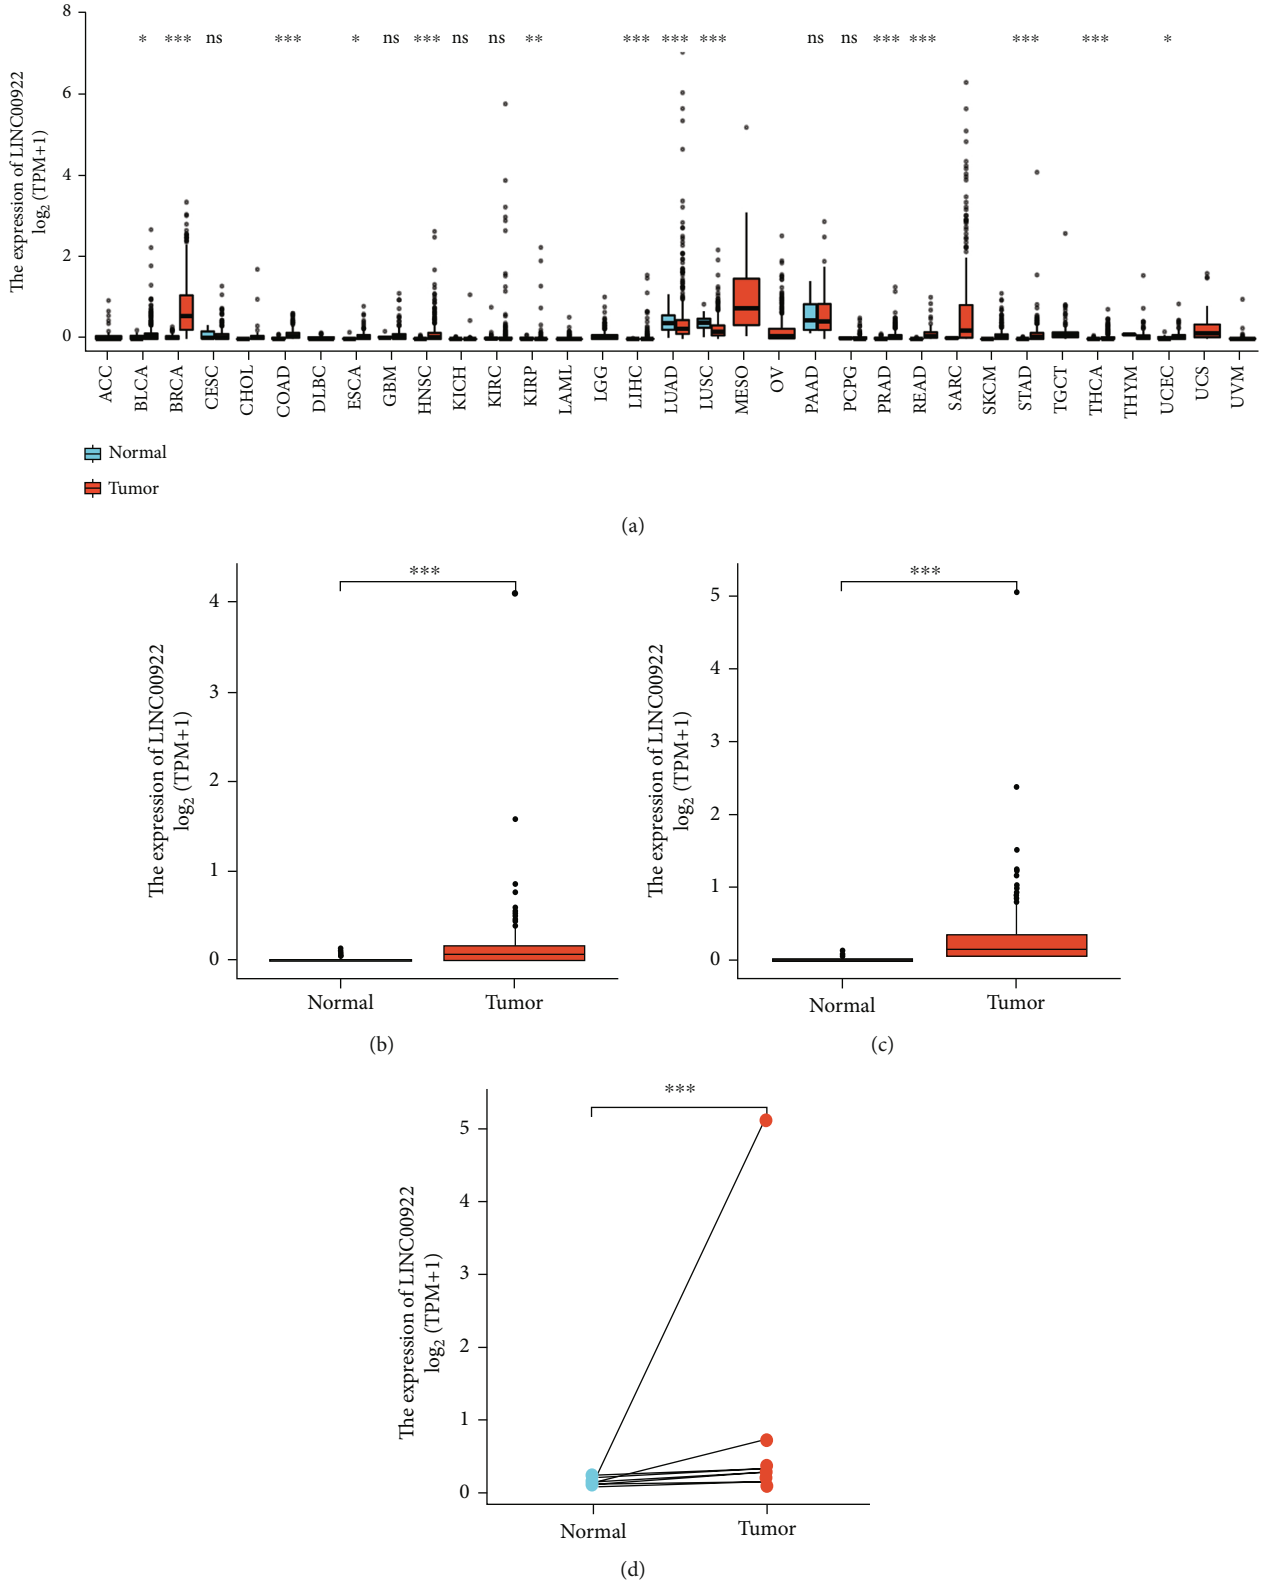 8
6
4
2
0
The expression of LINC00922
log₂ (TPM+1)
* *** ns *** * ns *** ns ns ** *** *** *** ns ns *** *** *** *** *
ACC BLCA BRCA CESC CHOL COAD DLBC ESCA GBM HNSC KICH KIRC KIRP LAML LGG LIHC LUAD LUSC MESO OV PAAD PCPG PRAD READ SARC SKCM STAD TGCT THCA THYM UCEC UCS UVM
Normal
Tumor
(a)
***
4
3
2
1
0
The expression of LINC00922
log₂ (TPM+1)
Normal Tumor
(b)
***
5
4
3
2
1
0
The expression of LINC00922
log₂ (TPM+1)
Normal Tumor
(c)
***
5
4
3
2
1
0
The expression of LINC00922
log₂ (TPM+1)
Normal Tumor
(d)